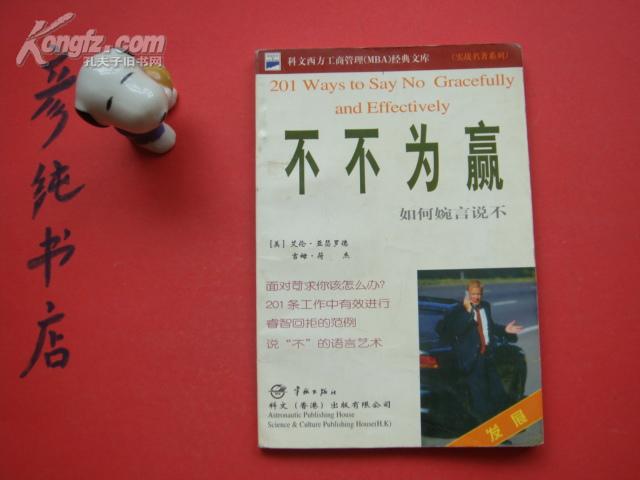 Kongfz.com
孔夫子旧书网
彦纯书店
科文西方工商管理(MBA)经典文库
(实战名著系列)
201 Ways to Say No Gracefully
and Effectively
不不为赢
如何婉言说不
[美] 艾伦·亚瑟罗德
吉姆·荷 杰
面对苛求你该怎么办?
201条工作中有效进行
睿智回拒的范例
说“不”的语言艺术
宇航出版社
科文(香港)出版有限公司
Astronautic Publishing House
Science & Culture Publishing House(H.K)
发展